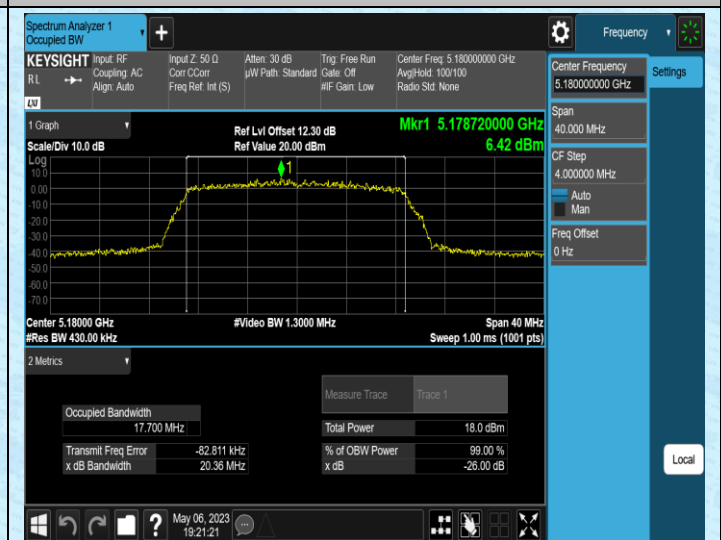 Spectrum Analyzer 1
Occupied BW
+
Frequency
KEYSIGHT
R L
LXI
Input: RF
Coupling: AC
Align: Auto
Input Z: 50 Ω
Corr CCorr
Freq Ref: Int (S)
Atten: 30 dB
µW Path: Standard
Trig: Free Run
Gate: Off
#IF Gain: Low
Center Freq: 5.180000000 GHz
Avg|Hold: 100/100
Radio Std: None
Center Frequency
5.180000000 GHz
Settings
Span
40.000 MHz
CF Step
4.000000 MHz
Auto
Man
Freq Offset
0 Hz
1 Graph
Scale/Div 10.0 dB
Ref Lvl Offset 12.30 dB
Ref Value 20.00 dBm
Mkr1 5.178720000 GHz
6.42 dBm
Log
10.0
0.00
-10.0
-20.0
-30.0
-40.0
-50.0
-60.0
-70.0
1
Center 5.18000 GHz
#Res BW 430.00 kHz
#Video BW 1.3000 MHz
Span 40 MHz
Sweep 1.00 ms (1001 pts)
2 Metrics
Measure Trace
Trace 1
Occupied Bandwidth
17.700 MHz
Total Power
18.0 dBm
Transmit Freq Error
-82.811 kHz
% of OBW Power
99.00 %
x dB Bandwidth
20.36 MHz
x dB
-26.00 dB
Local
?
May 06, 2023
19:21:21